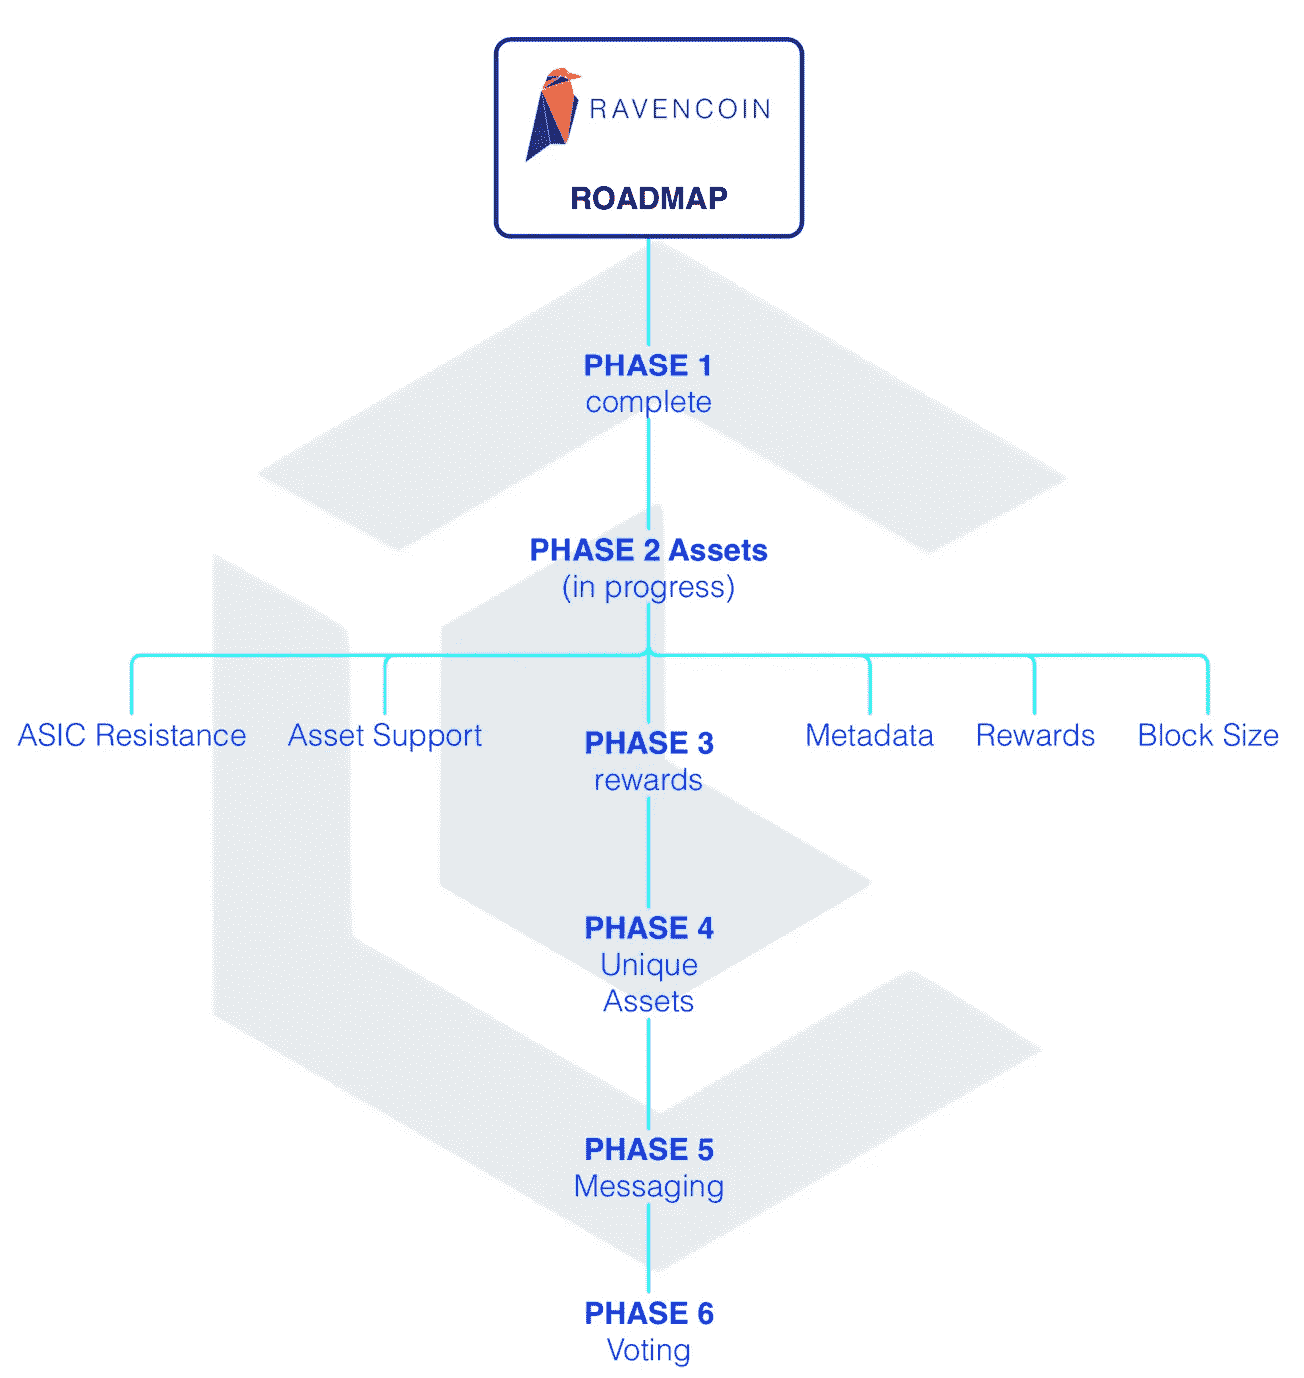 RAVENCOIN
ROADMAP
PHASE 1
complete
PHASE 2 Assets
(in progress)
ASIC Resistance
Asset Support
Metadata
Rewards
Block Size
PHASE 3
rewards
PHASE 4
Unique
Assets
PHASE 5
Messaging
PHASE 6
Voting